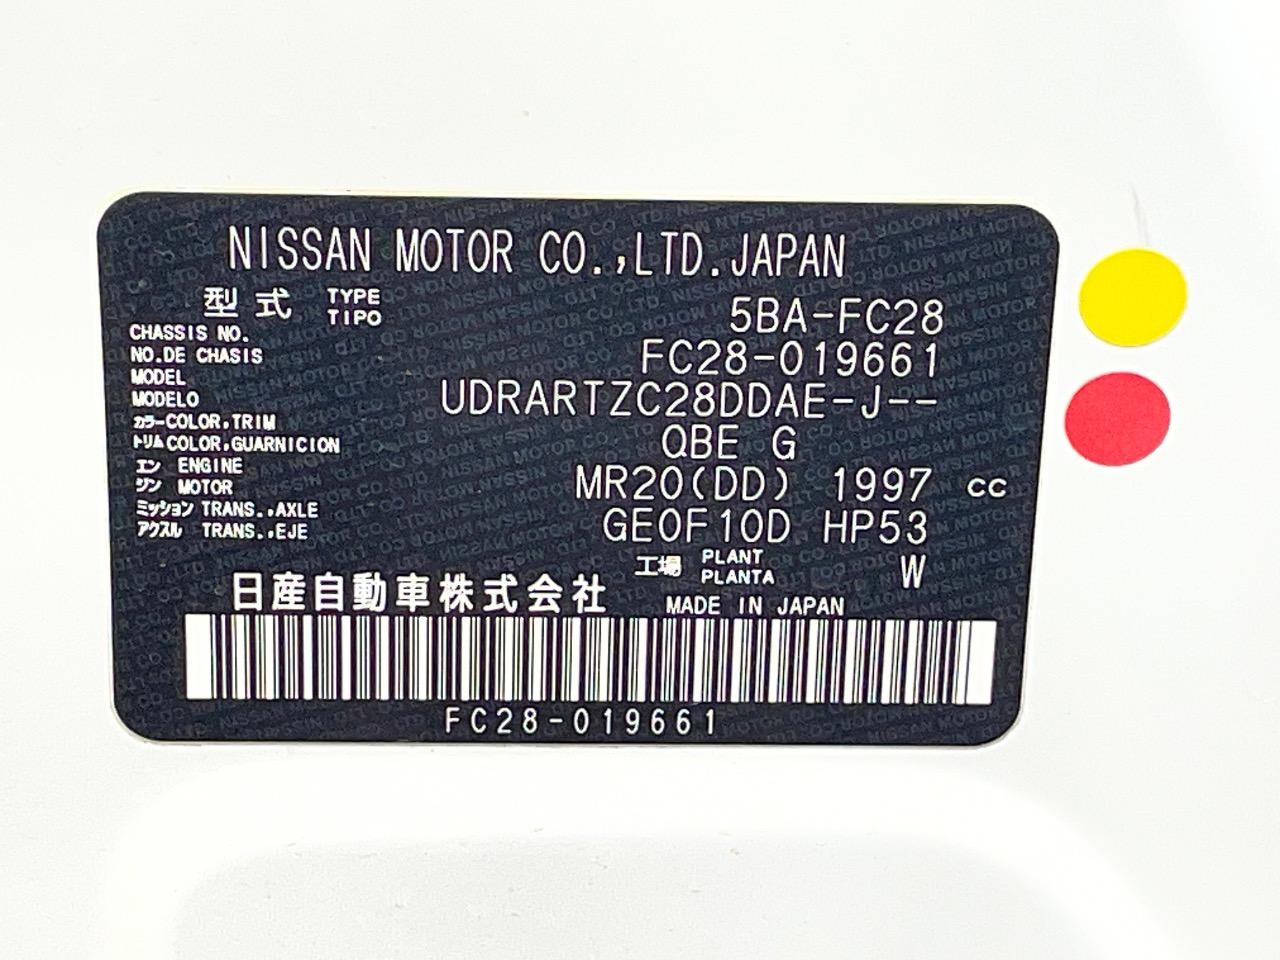 NISSAN MOTOR CO.,LTD.JAPAN
型式 TYPE TIPO 5BA-FC28
CHASSIS NO.
NO.DE CHASIS FC28-019661
MODEL
MODELO UDRARTZC28DDAE-J--
カラーCOLOR,TRIM
トリムCOLOR,GUARNICION QBE G
エン ENGINE
ジン MOTOR MR20(DD) 1997 CC
ミッション TRANS.,AXLE
アクスル TRANS.,EJE GE0F10D HP53
工場 PLANT PLANTA W
日産自動車株式会社 MADE IN JAPAN
FC28-019661